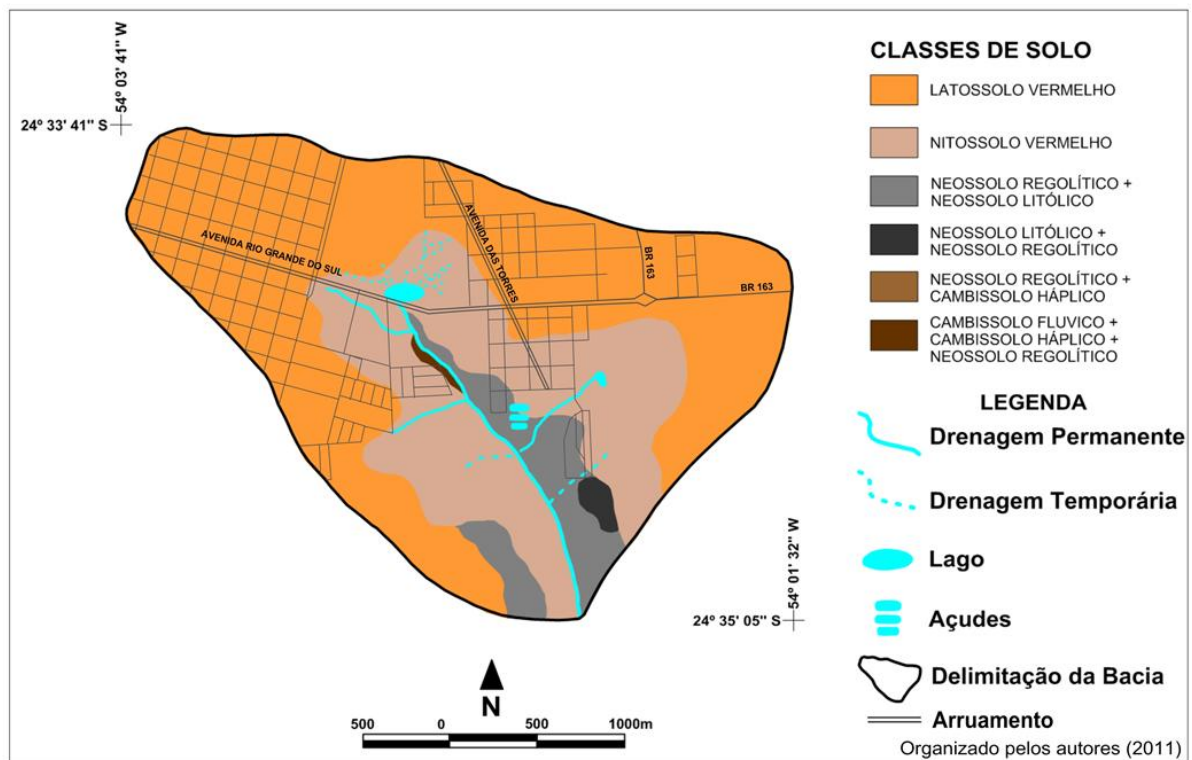 54º 03' 41" W
24º 33' 41" S
AVENIDA RIO GRANDE DO SUL
AVENIDA DAS TORRES
BR 163
BR 163
54º 01' 32" W
24º 35' 05" S
N
500 0 500 1000m
CLASSES DE SOLO
LATOSSOLO VERMELHO
NITOSSOLO VERMELHO
NEOSSOLO REGOLÍTICO +
NEOSSOLO LITÓLICO
NEOSSOLO LITÓLICO +
NEOSSOLO REGOLÍTICO
NEOSSOLO REGOLÍTICO +
CAMBISSOLO HÁPLICO
CAMBISSOLO FLUVICO +
CAMBISSOLO HÁPLICO +
NEOSSOLO REGOLÍTICO
LEGENDA
Drenagem Permanente
Drenagem Temporária
Lago
Açudes
Delimitação da Bacia
Arruamento
Organizado pelos autores (2011)